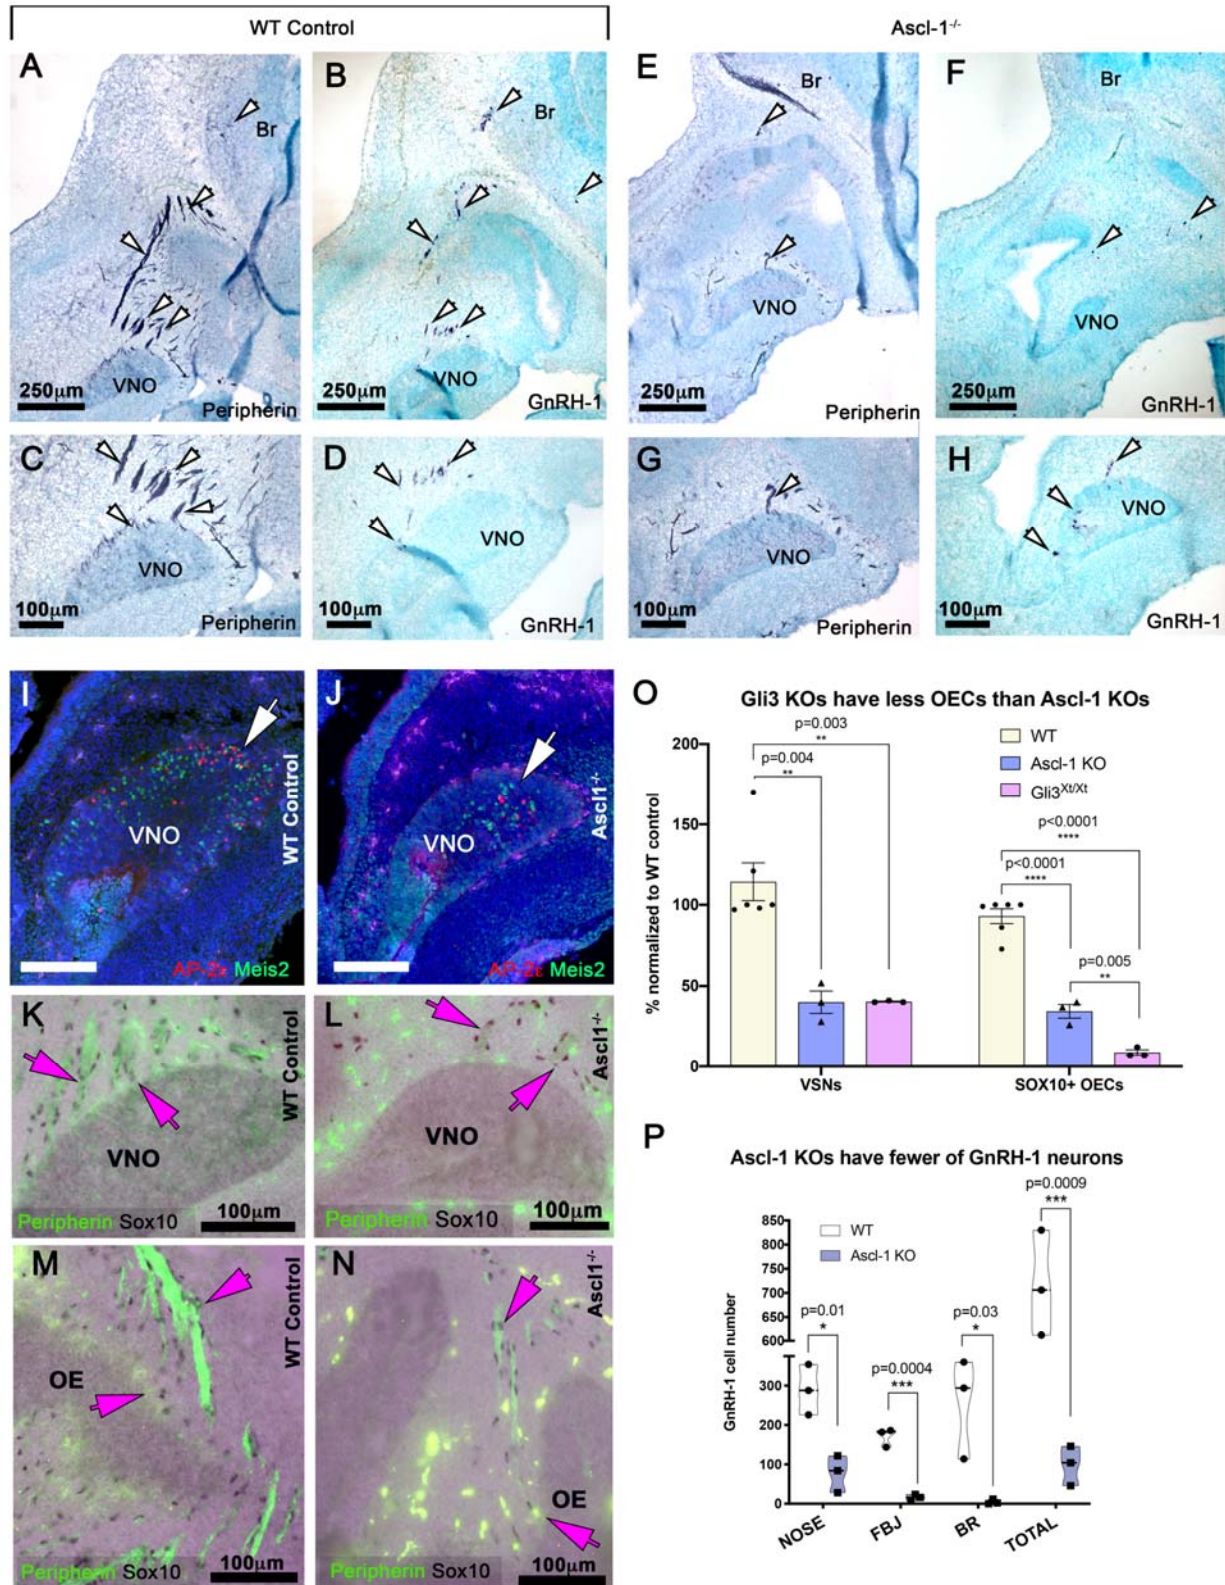 WT Control
Ascl-1-/-
A
Br
Peripherin
VNO
250µm
B
Br
VNO
250µm
GnRH-1
E
Br
VNO
250µm
Peripherin
F
Br
VNO
250µm
GnRH-1
C
VNO
100µm
Peripherin
D
VNO
100µm
GnRH-1
G
VNO
100µm
Peripherin
H
VNO
100µm
GnRH-1
I
VNO
WT Control
AP-2ε Meis2
J
VNO
Ascl1-/-
AP-2ε Meis2
K
WT Control
VNO
Peripherin Sox10
100µm
L
Ascl1-/-
VNO
Peripherin Sox10
100µm
M
WT Control
OE
Peripherin Sox10
100µm
N
Ascl1-/-
OE
Peripherin Sox10
100µm
O
Gli3 KOs have less OECs than Ascl-1 KOs
% normalized to WT control
200
150
100
50
0
p=0.003
**
p=0.004
**
WT
Ascl-1 KO
Gli3Xt/Xt
p<0.0001
****
p<0.0001
****
p=0.005
**
VSNs
SOX10+ OECs
P
Ascl-1 KOs have fewer of GnRH-1 neurons
GnRH-1 cell number
850
800
750
700
650
600
300
200
100
0
WT
Ascl-1 KO
p=0.01
*
p=0.0004
***
p=0.03
*
p=0.0009
***
NOSE
FBJ
BR
TOTAL